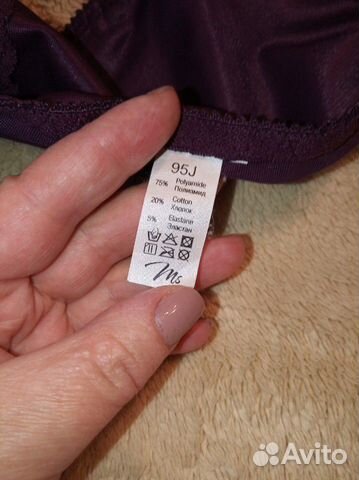 95J
75% Polyamide
Полиамид
20% Cotton
Хлопок
5% Elastane
Эластан
Ms
Avito